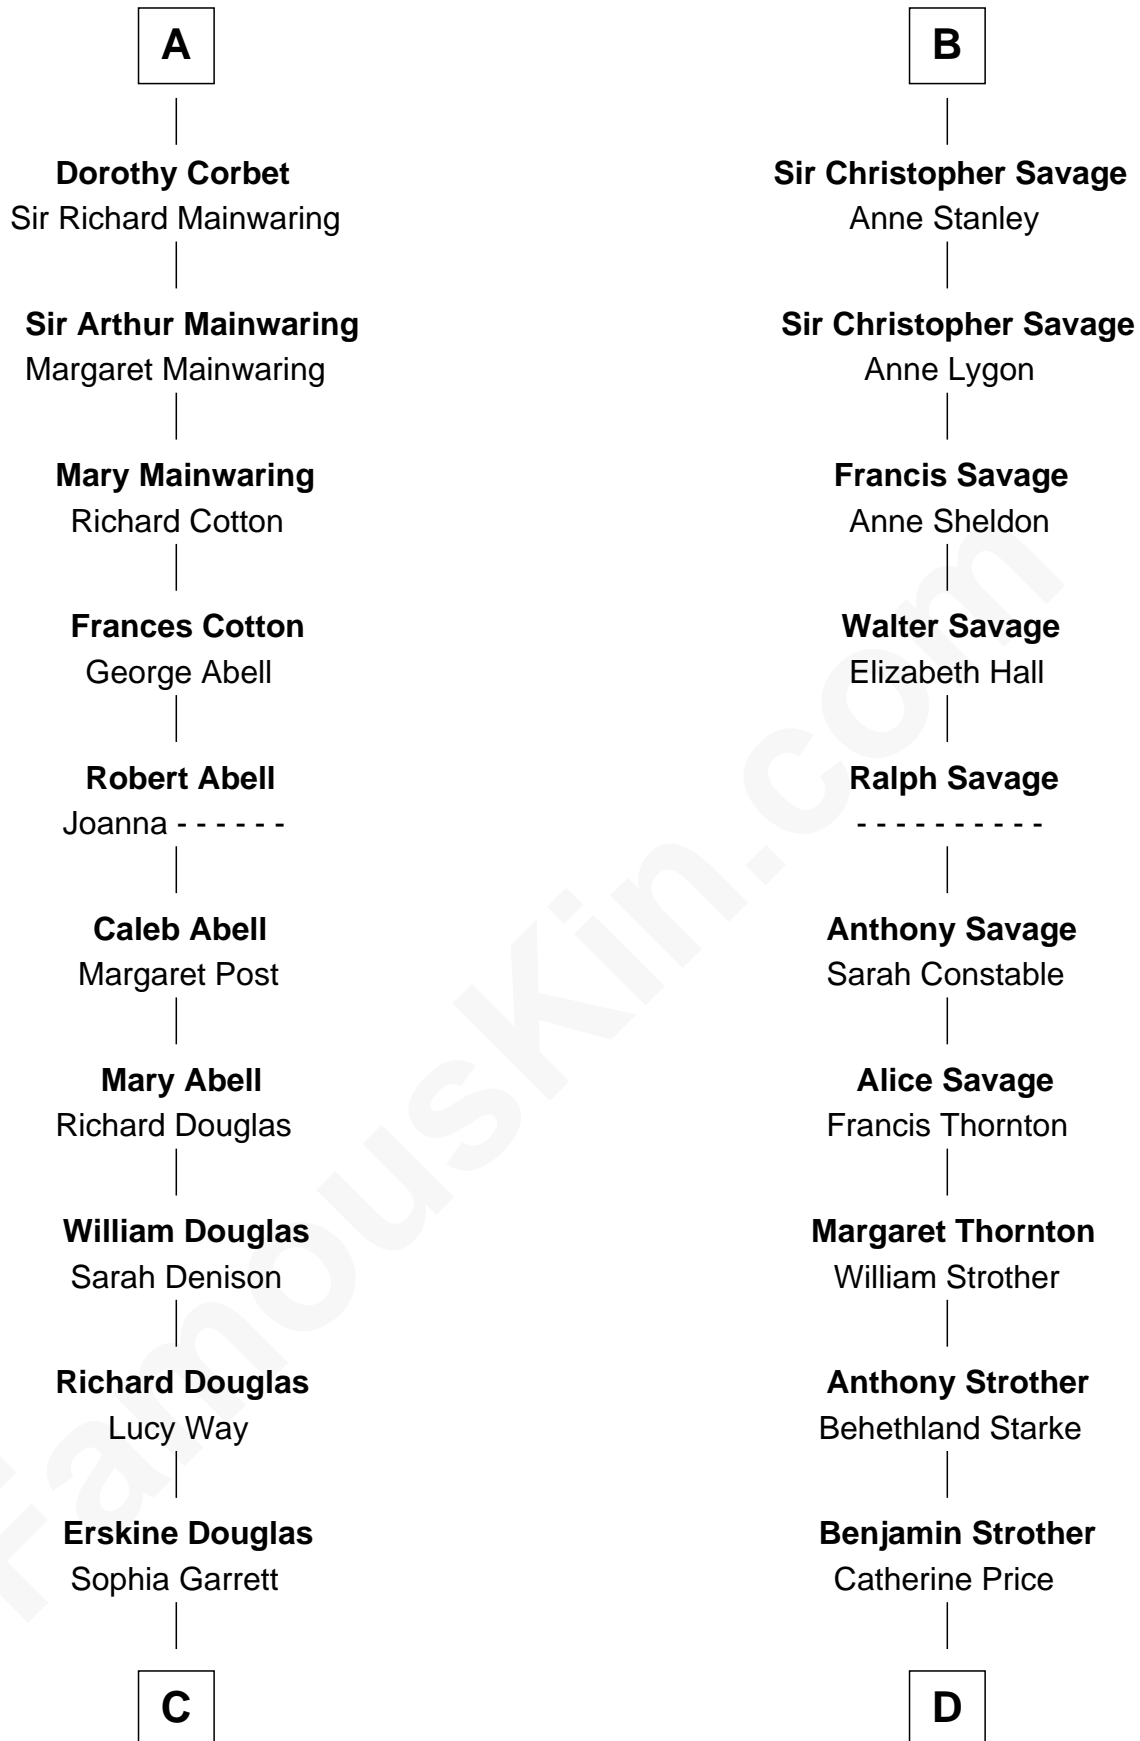 A
Dorothy Corbet
Sir Richard Mainwaring
Sir Arthur Mainwaring
Margaret Mainwaring
Mary Mainwaring
Richard Cotton
Frances Cotton
George Abell
Robert Abell
Joanna - - - - - -
Caleb Abell
Margaret Post
Mary Abell
Richard Douglas
William Douglas
Sarah Denison
Richard Douglas
Lucy Way
Erskine Douglas
Sophia Garrett
C
B
Sir Christopher Savage
Anne Stanley
Sir Christopher Savage
Anne Lygon
Francis Savage
Anne Sheldon
Walter Savage
Elizabeth Hall
Ralph Savage
- - - - - - - - - -
Anthony Savage
Sarah Constable
Alice Savage
Francis Thornton
Margaret Thornton
William Strother
Anthony Strother
Behethland Starke
Benjamin Strother
Catherine Price
D
FamousKin.com